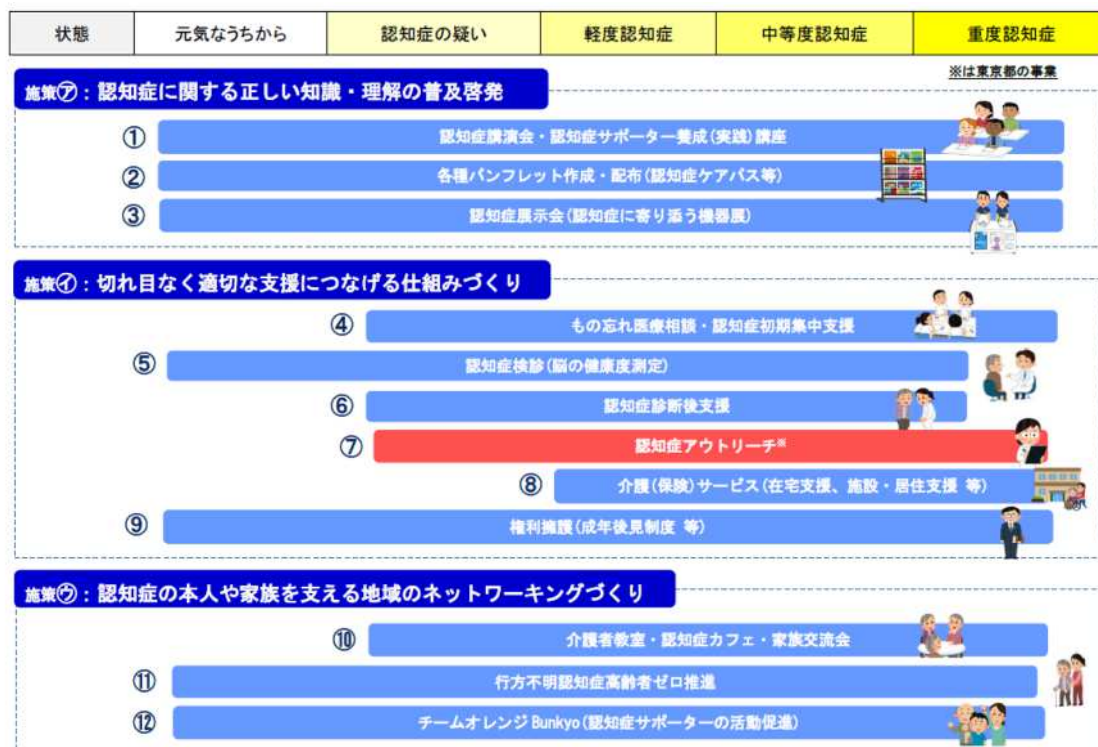 状態 元気なうちから 認知症の疑い 軽度認知症 中等度認知症 重度認知症
※は東京都の事業
施策㋐：認知症に関する正しい知識・理解の普及啓発
① 認知症講演会・認知症サポーター養成(実践)講座
② 各種パンフレット作成・配布(認知症ケアパス等)
③ 認知症展示会(認知症に寄り添う機器展)
施策㋑：切れ目なく適切な支援につなげる仕組みづくり
④ もの忘れ医療相談・認知症初期集中支援
⑤ 認知症検診(脳の健康度測定)
⑥ 認知症診断後支援
⑦ 認知症アウトリーチ※
⑧ 介護(保険)サービス(在宅支援、施設・居住支援 等)
⑨ 権利擁護(成年後見制度 等)
施策㋒：認知症の本人や家族を支える地域のネットワーキングづくり
⑩ 介護者教室・認知症カフェ・家族交流会
⑪ 行方不明認知症高齢者ゼロ推進
⑫ チームオレンジBunkyo(認知症サポーターの活動促進)